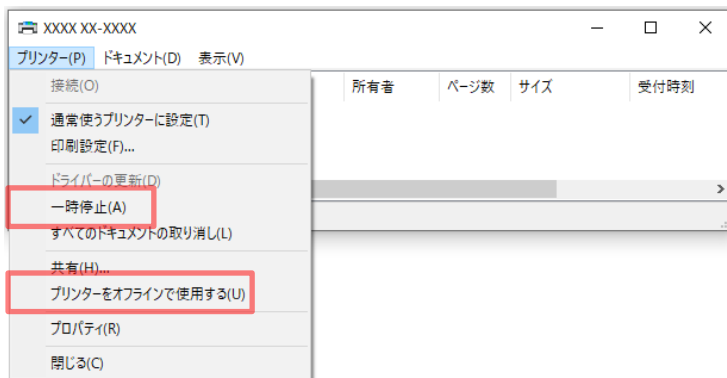 XXXX XX-XXXX
プリンター(P) ドキュメント(D) 表示(V)
接続(O)
所有者 ページ数 サイズ 受付時刻
通常使うプリンターに設定(T)
印刷設定(F)...
ドライバーの更新(D)
一時停止(A)
すべてのドキュメントの取り消し(L)
共有(H)...
プリンターをオフラインで使用する(U)
プロパティ(R)
閉じる(C)